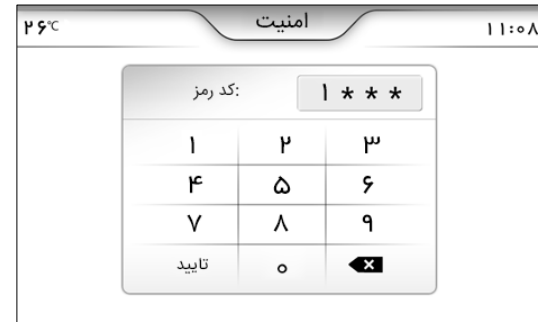 ۲۶℃ امنیت ۱۱:۰۸
کد رمز: ۱***
۱ ۲ ۳
۴ ۵ ۶
۷ ۸ ۹
تایید ۰